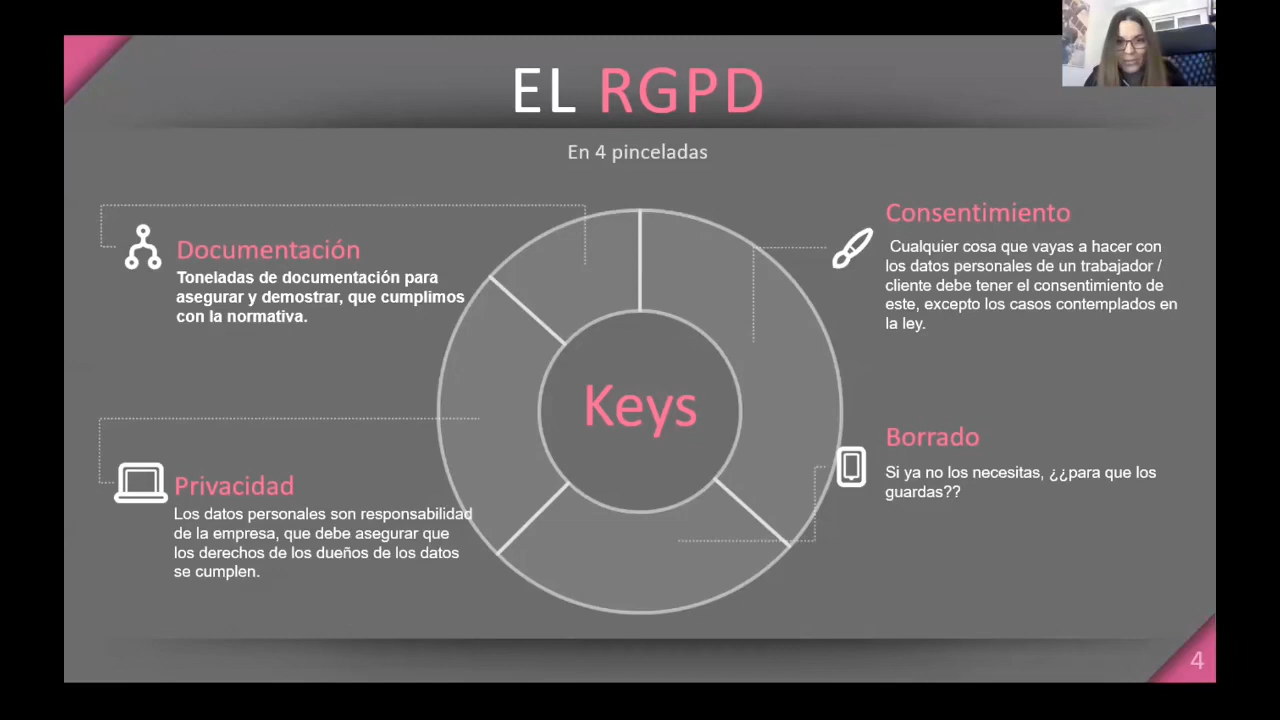 EL RGPD
En 4 pinceladas
Documentación
Toneladas de documentación para
asegurar y demostrar, que cumplimos
con la normativa.
Privacidad
Los datos personales son responsabilidad
de la empresa, que debe asegurar que
los derechos de los dueños de los datos
se cumplen.
Keys
Consentimiento
Cualquier cosa que vayas a hacer con
los datos personales de un trabajador /
cliente debe tener el consentimiento de
este, excepto los casos contemplados en
la ley.
Borrado
Si ya no los necesitas, ¿¿para que los
guardas??
4